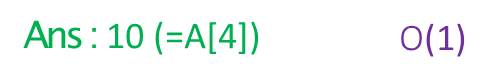 Ans : 10 (=A[4])    O(1)